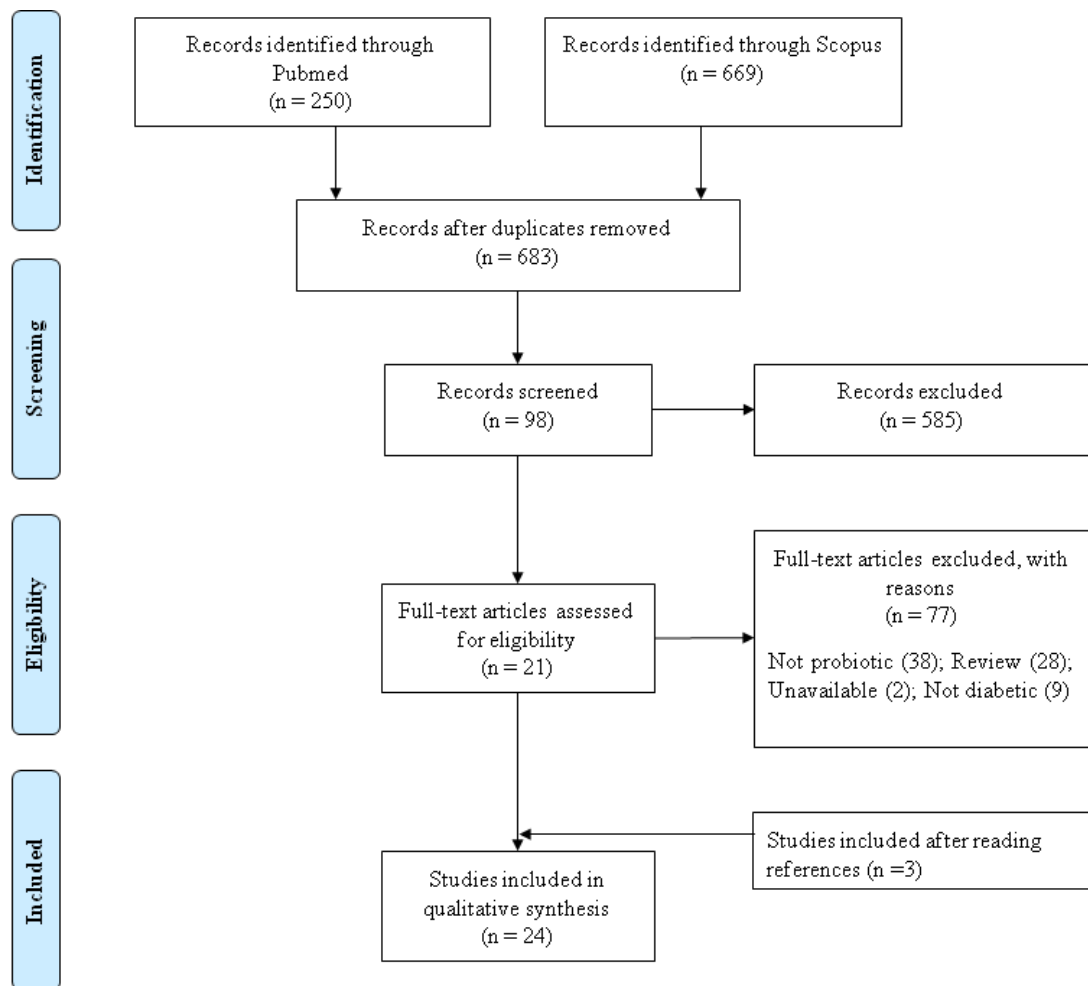 Identification
Records identified through
Pubmed
(n = 250)
Records identified through Scopus
(n = 669)
Records after duplicates removed
(n = 683)
Screening
Records screened
(n = 98)
Records excluded
(n = 585)
Eligibility
Full-text articles assessed
for eligibility
(n = 21)
Full-text articles excluded, with
reasons
(n = 77)
Not probiotic (38); Review (28);
Unavailable (2); Not diabetic (9)
Included
Studies included after reading
references (n =3)
Studies included in
qualitative synthesis
(n = 24)